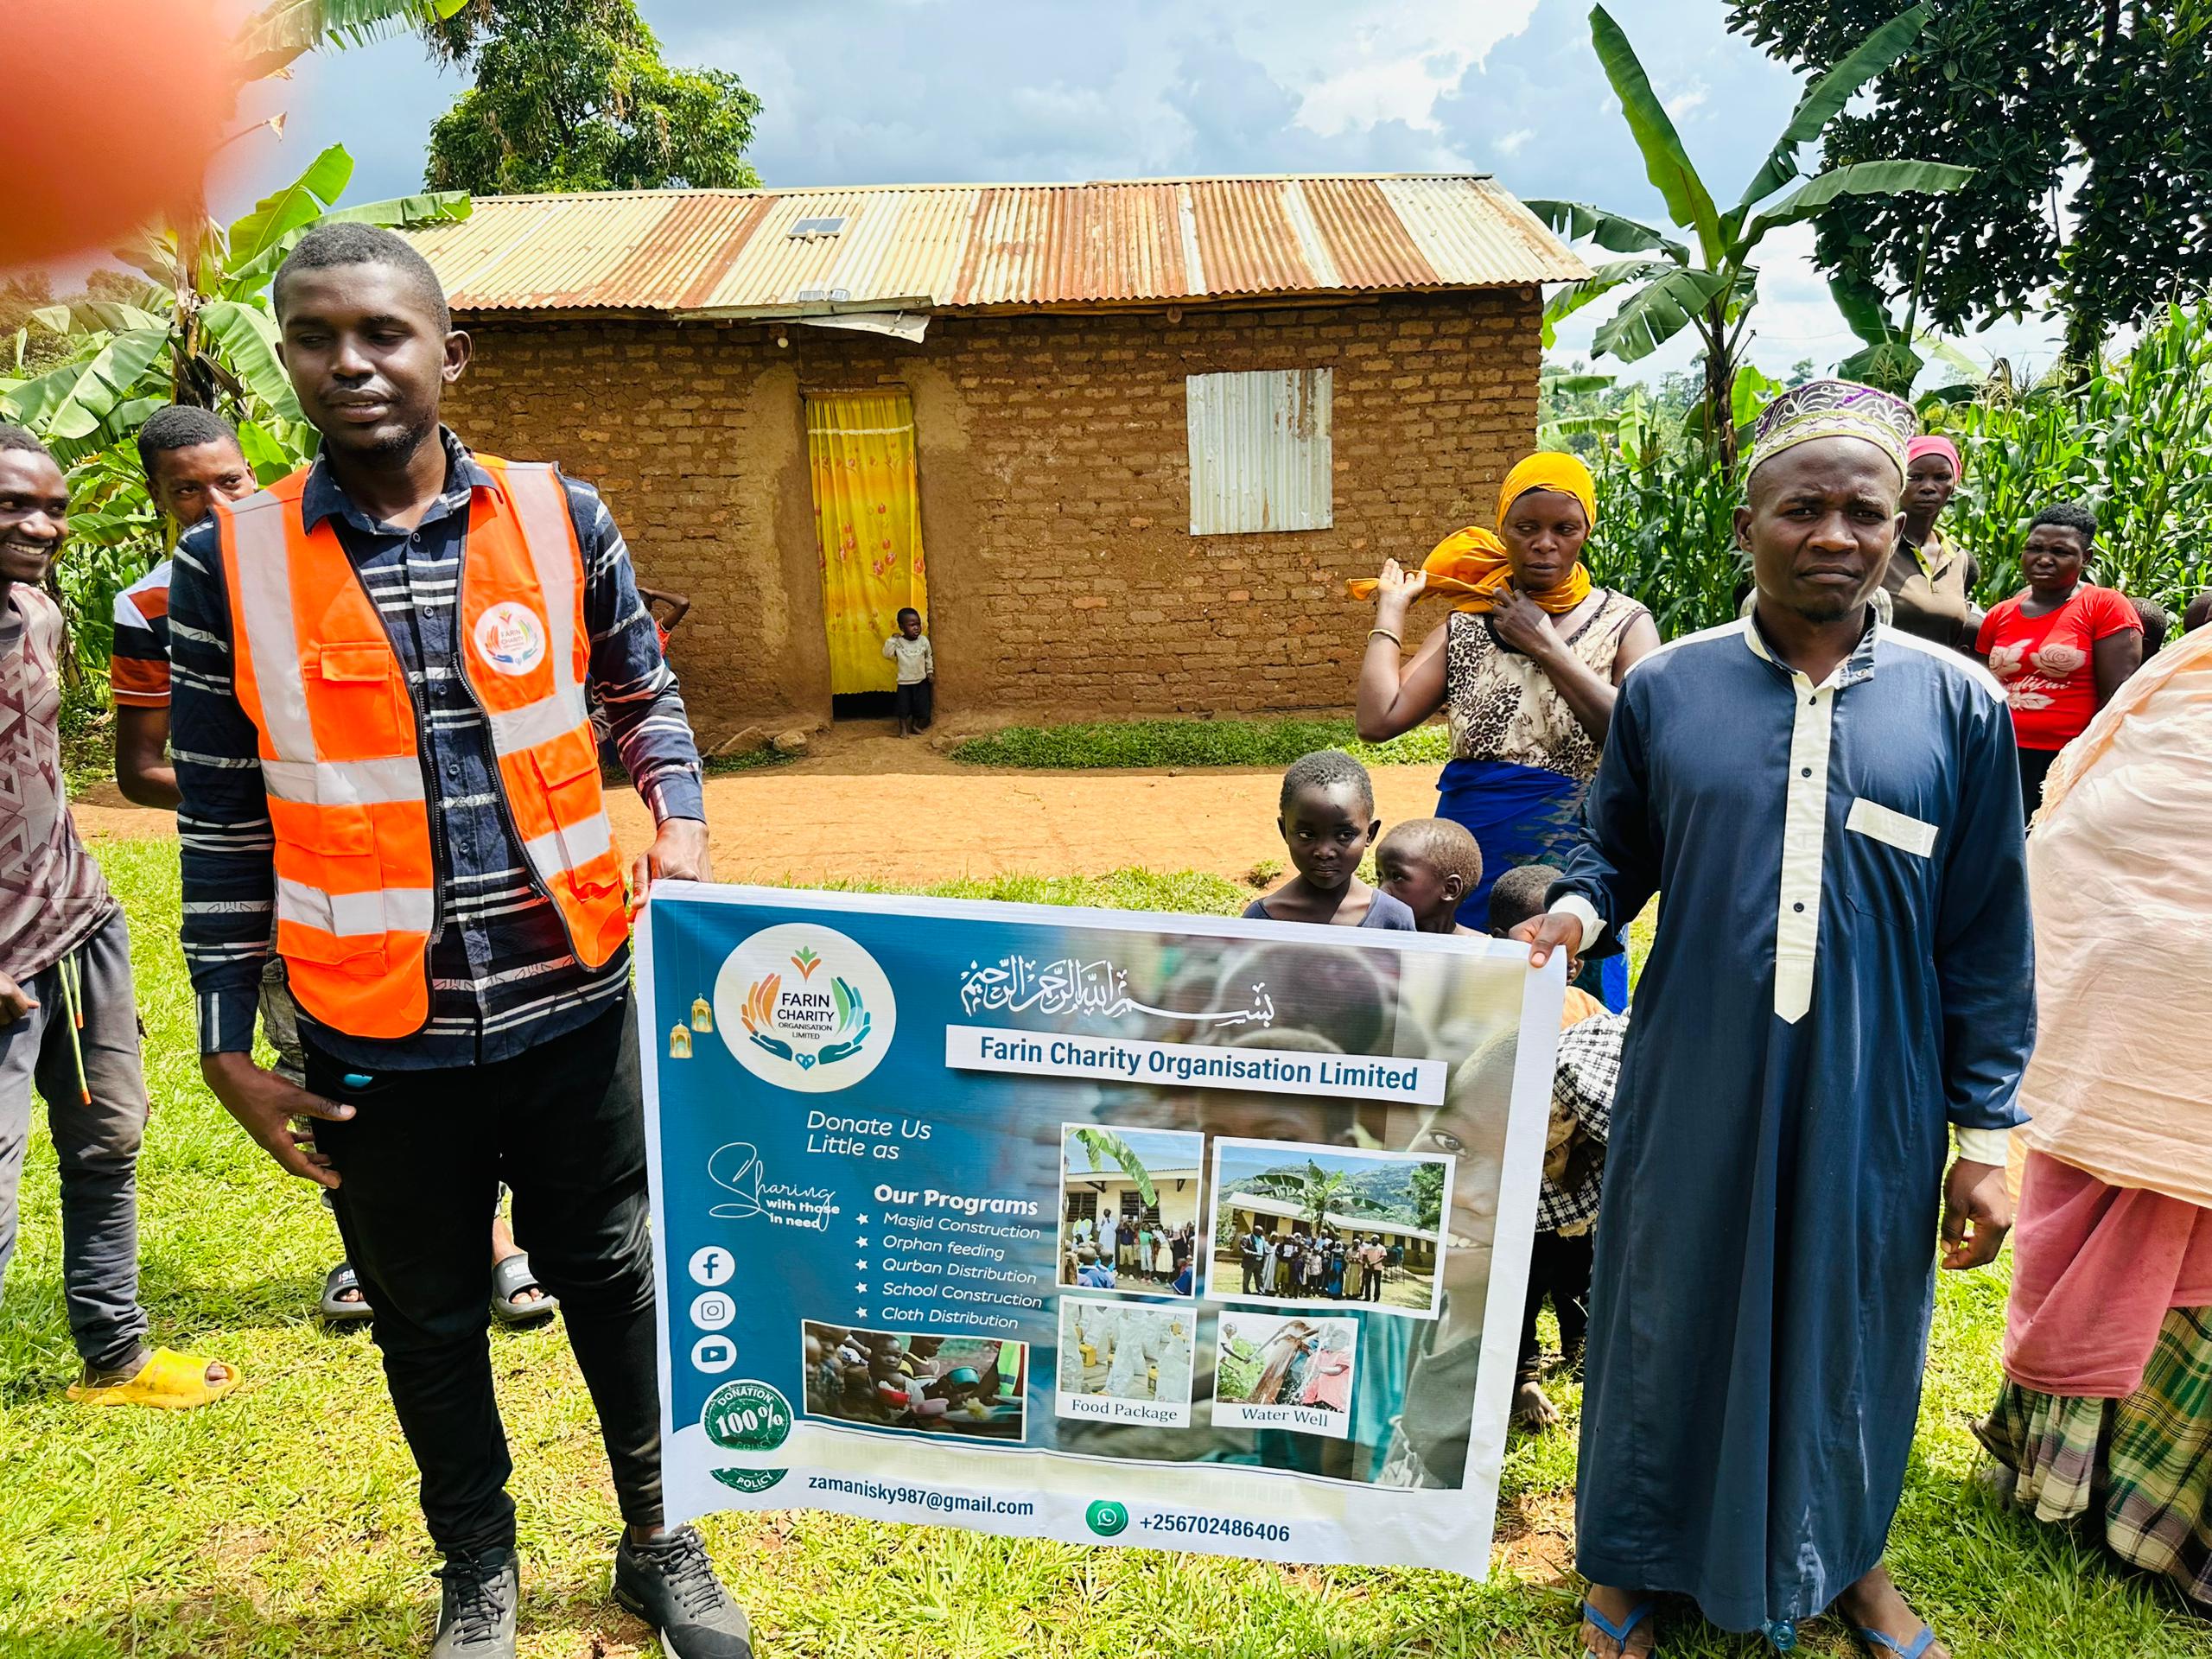 FARIN
CHARITY
ORGANISATION
LIMITED
بسم الله الرحمن الرحيم
Farin Charity Organisation Limited
Donate Us
Little as
Sharing
with those
in need
Our Programs
Masjid Construction
Orphan feeding
Qurban Distribution
School Construction
Cloth Distribution
Food Package
Water Well
DONATION
100%
POLICY
zamanisky987@gmail.com
+256702486406
FARIN
CHARITY